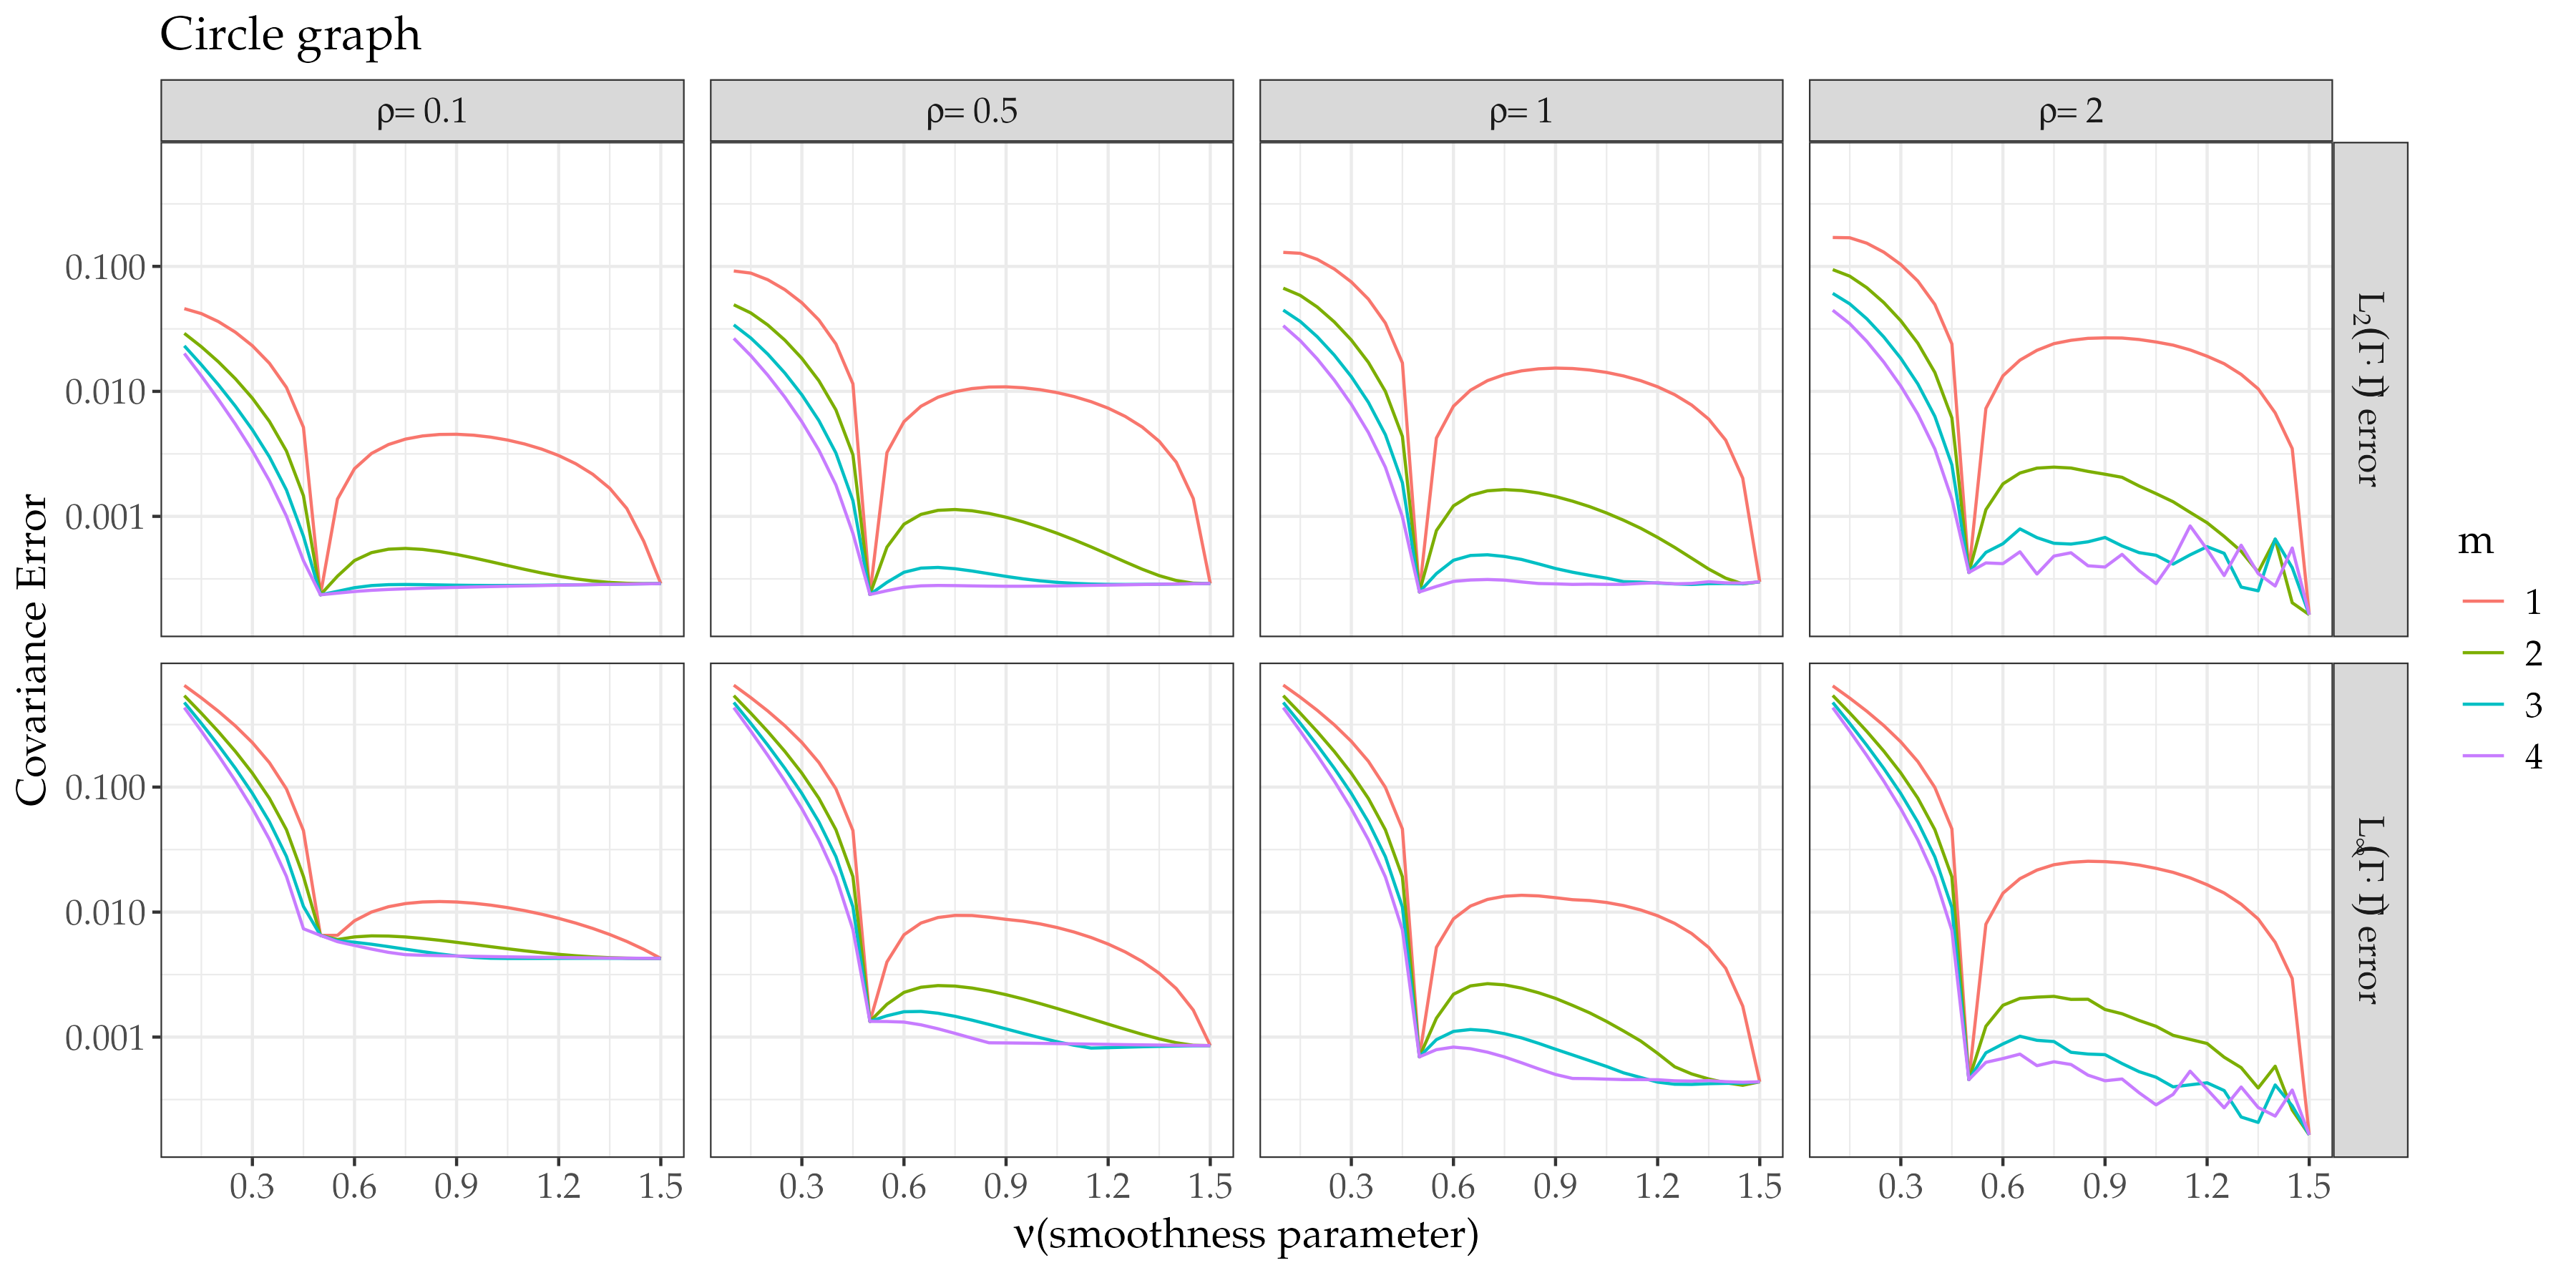 Circle graph
ρ= 0.1
ρ= 0.5
ρ= 1
ρ= 2
0.100
0.010
0.001
L₂(Γ·Γ) error
Covariance Error
0.100
0.010
0.001
L∞(Γ·Γ) error
0.3 0.6 0.9 1.2 1.5
0.3 0.6 0.9 1.2 1.5
0.3 0.6 0.9 1.2 1.5
0.3 0.6 0.9 1.2 1.5
ν(smoothness parameter)
m
1
2
3
4